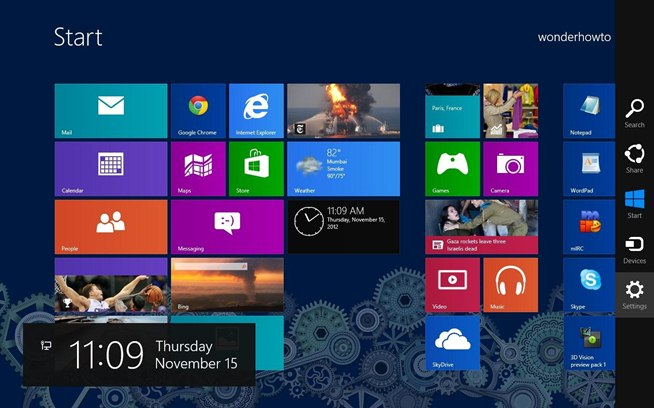 Start
wonderhowto
Mail
Google Chrome
Internet Explorer
Paris, France
Notepad
Calendar
Maps
Store
82°
Mumbai
Smoke
90°/75°
Weather
Games
Camera
WordPad
People
Messaging
11:09 AM
Thursday, November 15,
2012
Gaza rockets leave three
Israelis dead
mIRC
Bing
Video
Music
Skype
SkyDrive
3D Vision
preview pack 1
11:09
Thursday
November 15
Search
Share
Start
Devices
Settings